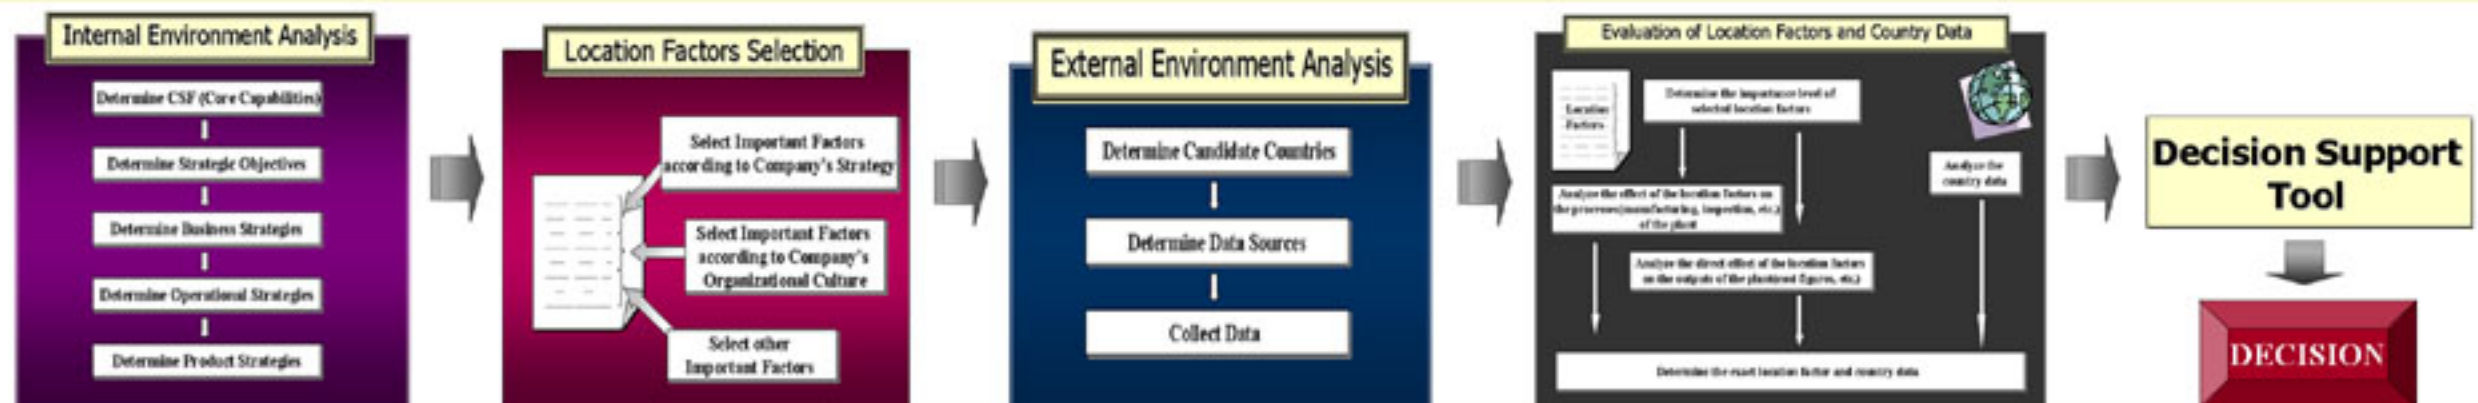 Internal Environment Analysis
Determine CSF (Core Capabilities)
Determine Strategic Objectives
Determine Business Strategies
Determine Operational Strategies
Determine Product Strategies
Location Factors Selection
Select Important Factors
according to Company's Strategy
Select Important Factors
according to Company's
Organizational Culture
Select other
Important Factors
External Environment Analysis
Determine Candidate Countries
Determine Data Sources
Collect Data
Evaluation of Location Factors and Country Data
Location
Factors
Determine the importance level of
selected location factors
Analyze the
country data
Analyze the effect of the location factors on
the processes(manufacturing, inspection, etc.)
of the plant
Analyze the direct effect of the location factors
on the outputs of the plant(cost figures, etc.)
Determine the exact location factor and country data
Decision Support
Tool
DECISION